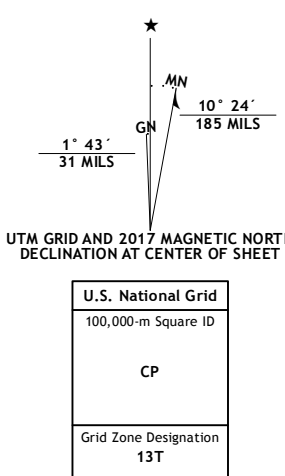 ★
MN
10° 24´
185 MILS
GN
1° 43´
31 MILS
UTM GRID AND 2017 MAGNETIC NORT
DECLINATION AT CENTER OF SHEET
U.S. National Grid
100,000-m Square ID
CP
Grid Zone Designation
13T